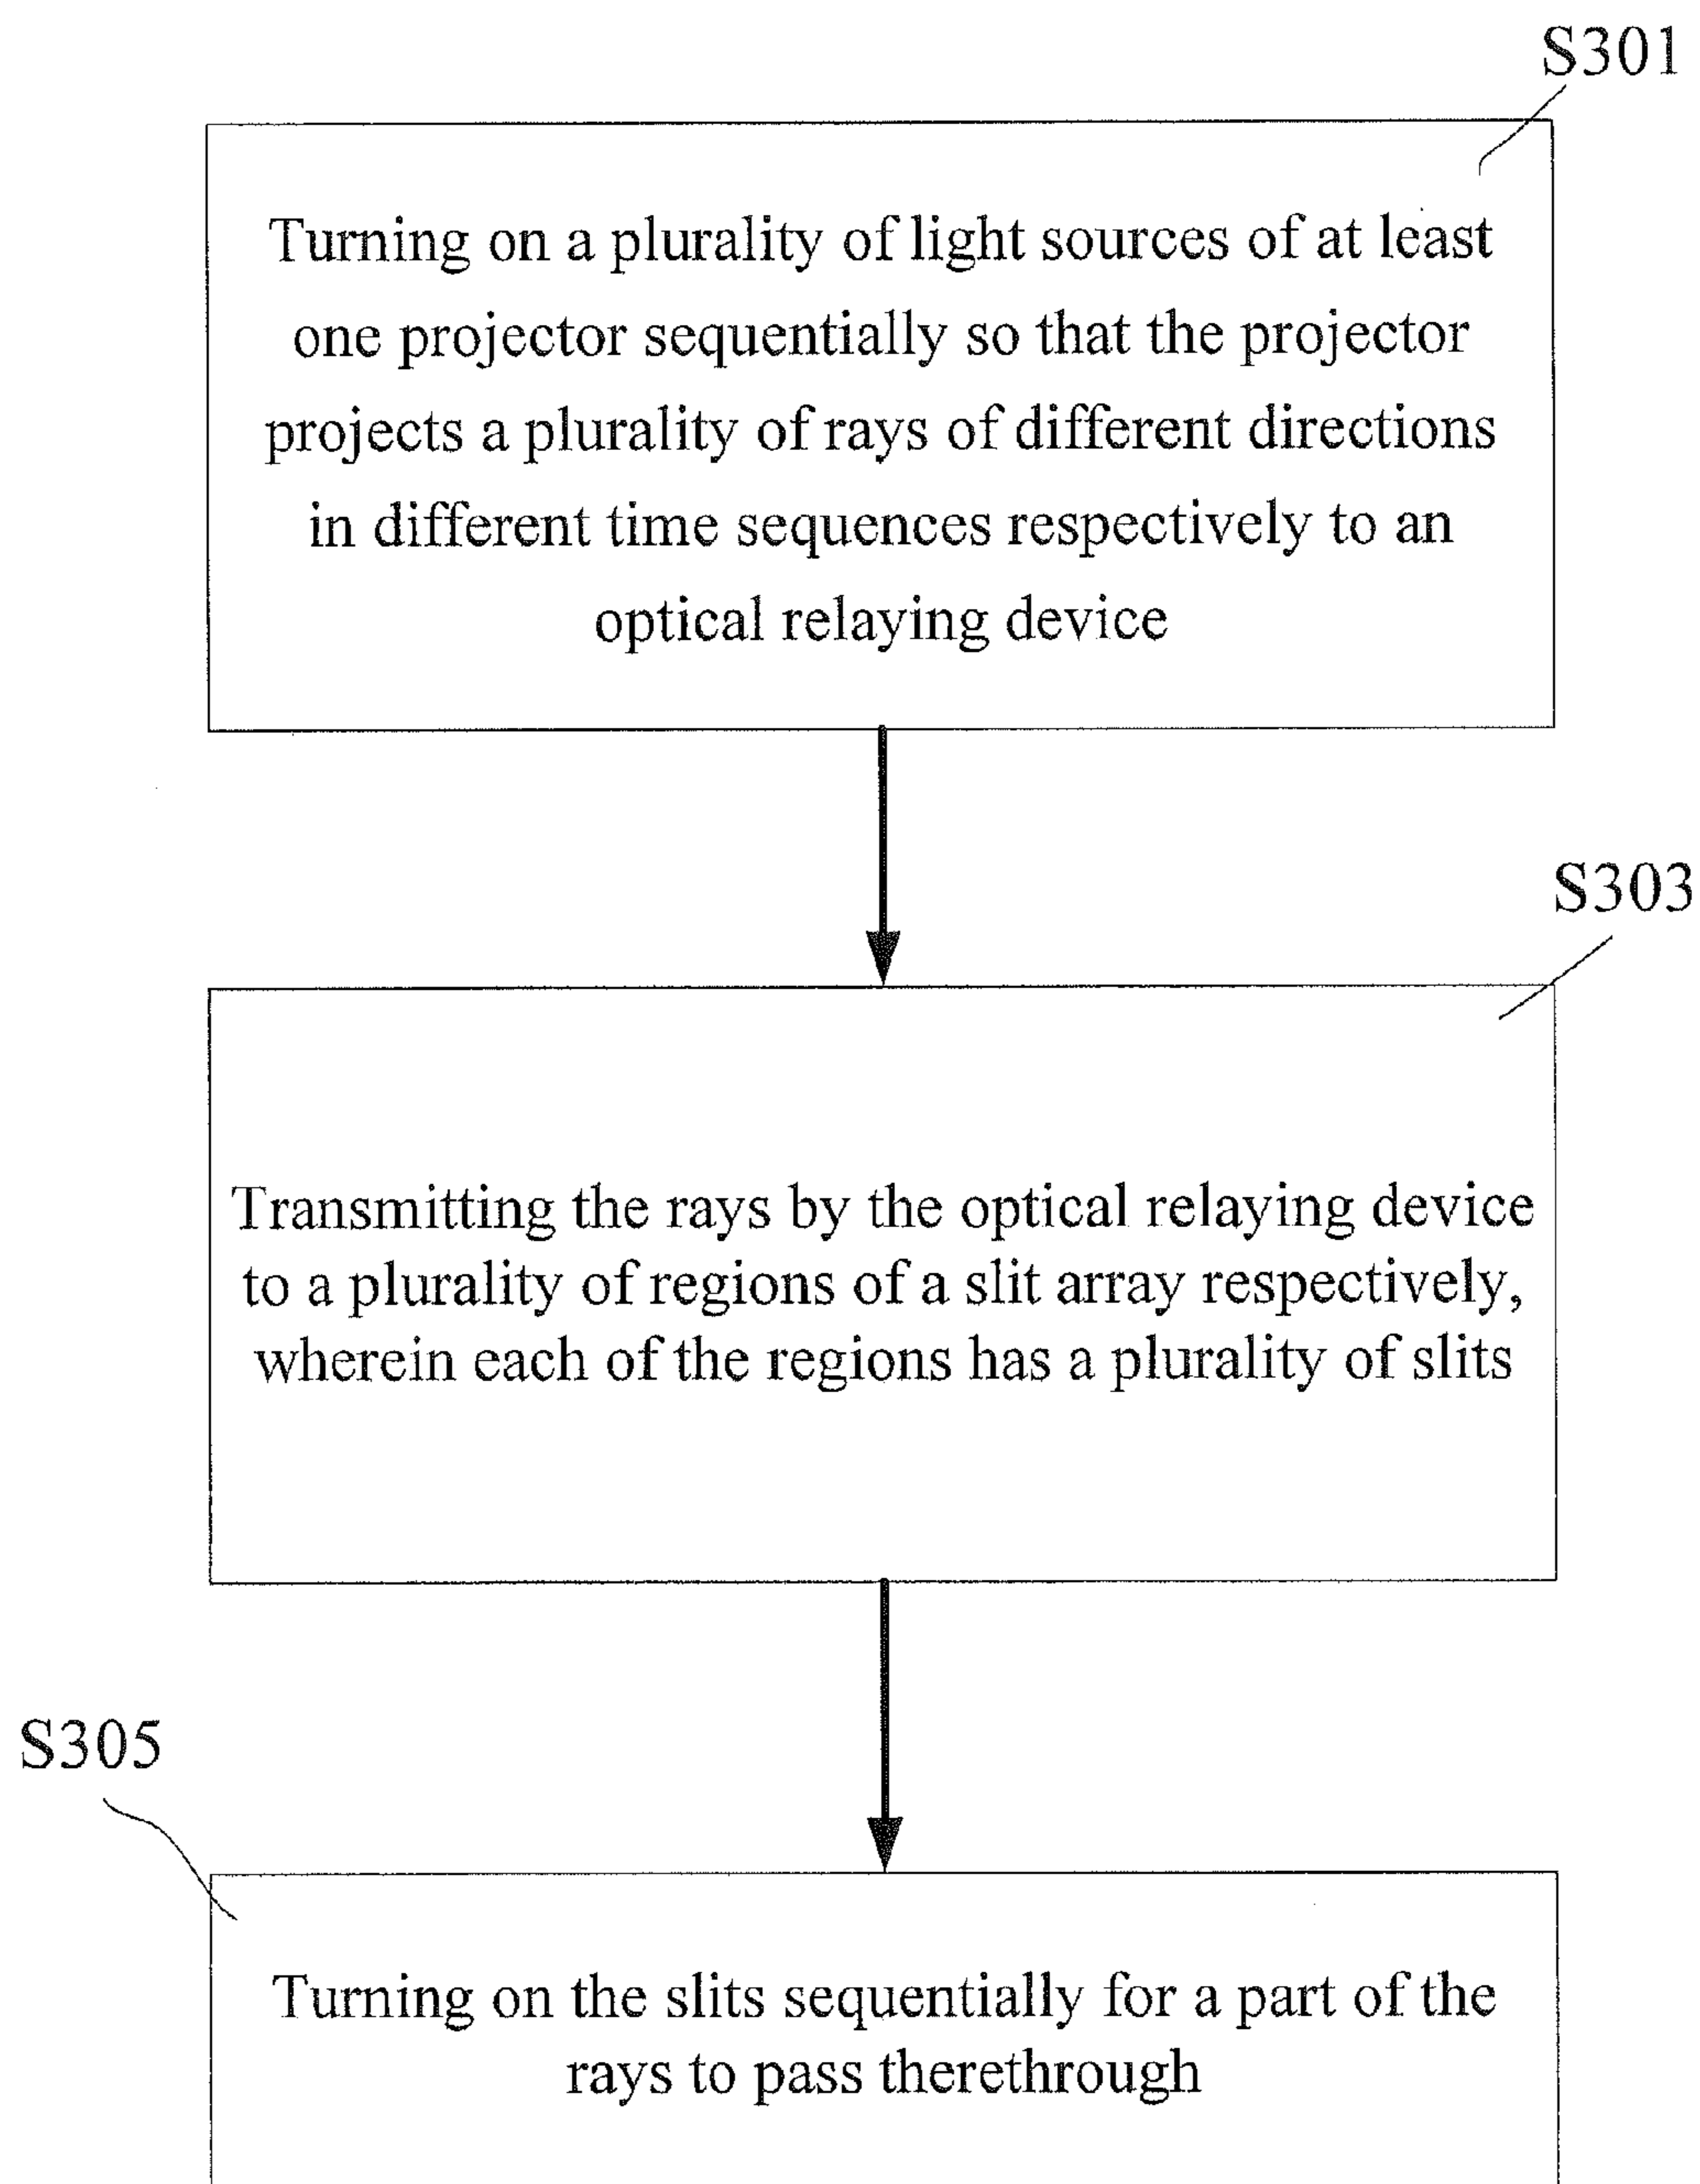 S301
Turning on a plurality of light sources of at least
one projector sequentially so that the projector
projects a plurality of rays of different directions
in different time sequences respectively to an
optical relaying device
S303
Transmitting the rays by the optical relaying device
to a plurality of regions of a slit array respectively,
wherein each of the regions has a plurality of slits
S305
Turning on the slits sequentially for a part of the
rays to pass therethrough